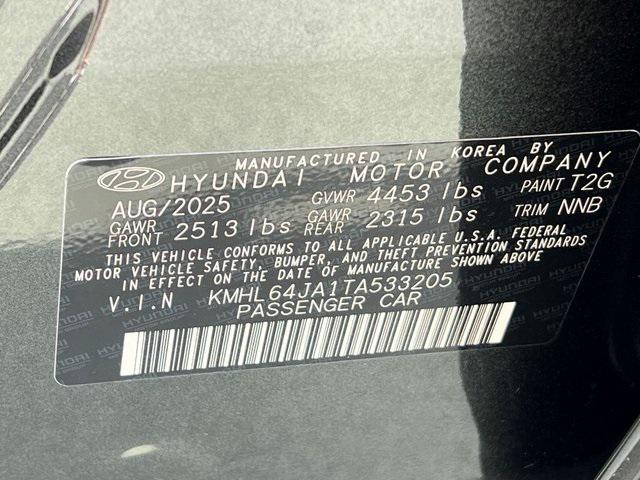 MANUFACTURED IN KOREA BY
HYUNDAI MOTOR COMPANY
AUG/2025 GVWR 4453 lbs PAINT T2G
GAWR FRONT 2513 lbs GAWR REAR 2315 lbs TRIM NNB
THIS VEHICLE CONFORMS TO ALL APPLICABLE U.S.A. FEDERAL
MOTOR VEHICLE SAFETY, BUMPER, AND THEFT PREVENTION STANDARDS
IN EFFECT ON THE DATE OF MANUFACTURE SHOWN ABOVE
V.I.N KMHL64JA1TA533205
PASSENGER CAR